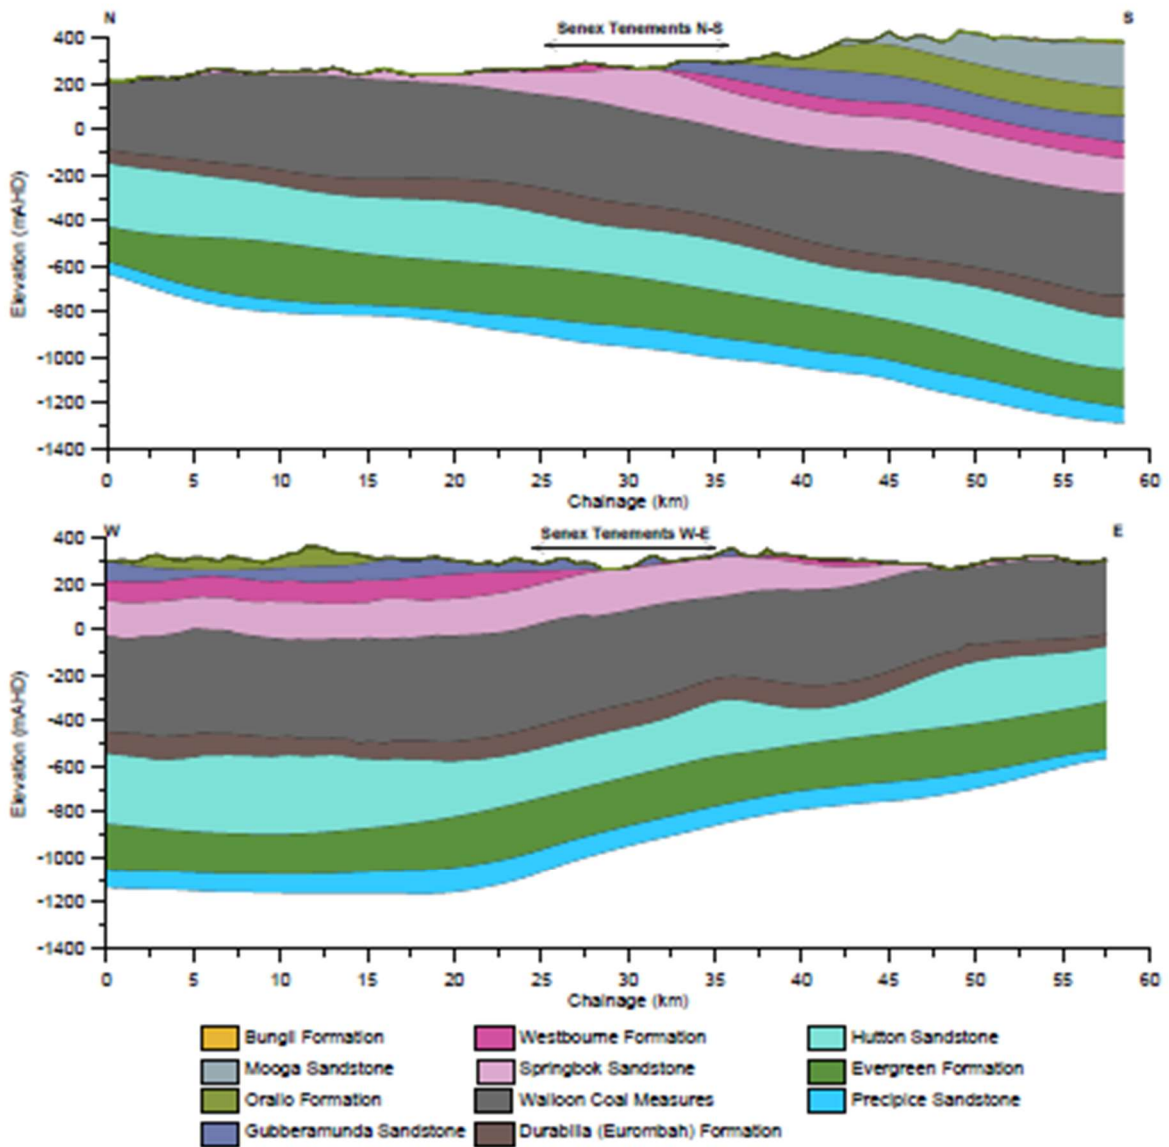 N
S
Senex Tenements N-S
400
200
0
-200
-400
-600
-800
-1000
-1200
-1400
Elevation (mAHD)
0 5 10 15 20 25 30 35 40 45 50 55 60
Chainage (km)
W
E
Senex Tenements W-E
400
200
0
-200
-400
-600
-800
-1000
-1200
-1400
Elevation (mAHD)
0 5 10 15 20 25 30 35 40 45 50 55 60
Chainage (km)
Bungil Formation Westbourne Formation Hutton Sandstone
Mooga Sandstone Springbok Sandstone Evergreen Formation
Orallo Formation Walloon Coal Measures Precipice Sandstone
Gubberamunda Sandstone Durabilla (Eurombah) Formation